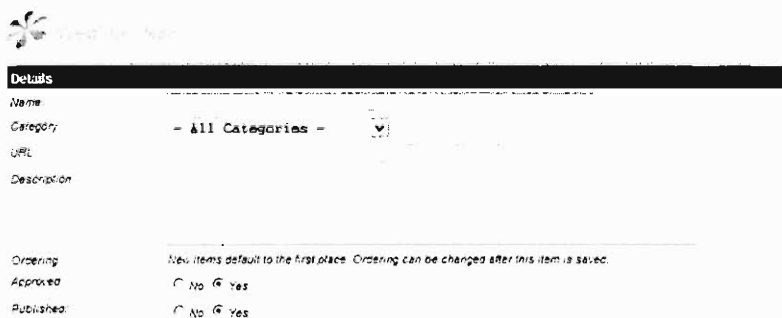 Details
Name
Category
- All Categories -
URL
Description
Ordering
New items default to the first place. Ordering can be changed after this item is saved.
Approved
No Yes
Published:
No Yes